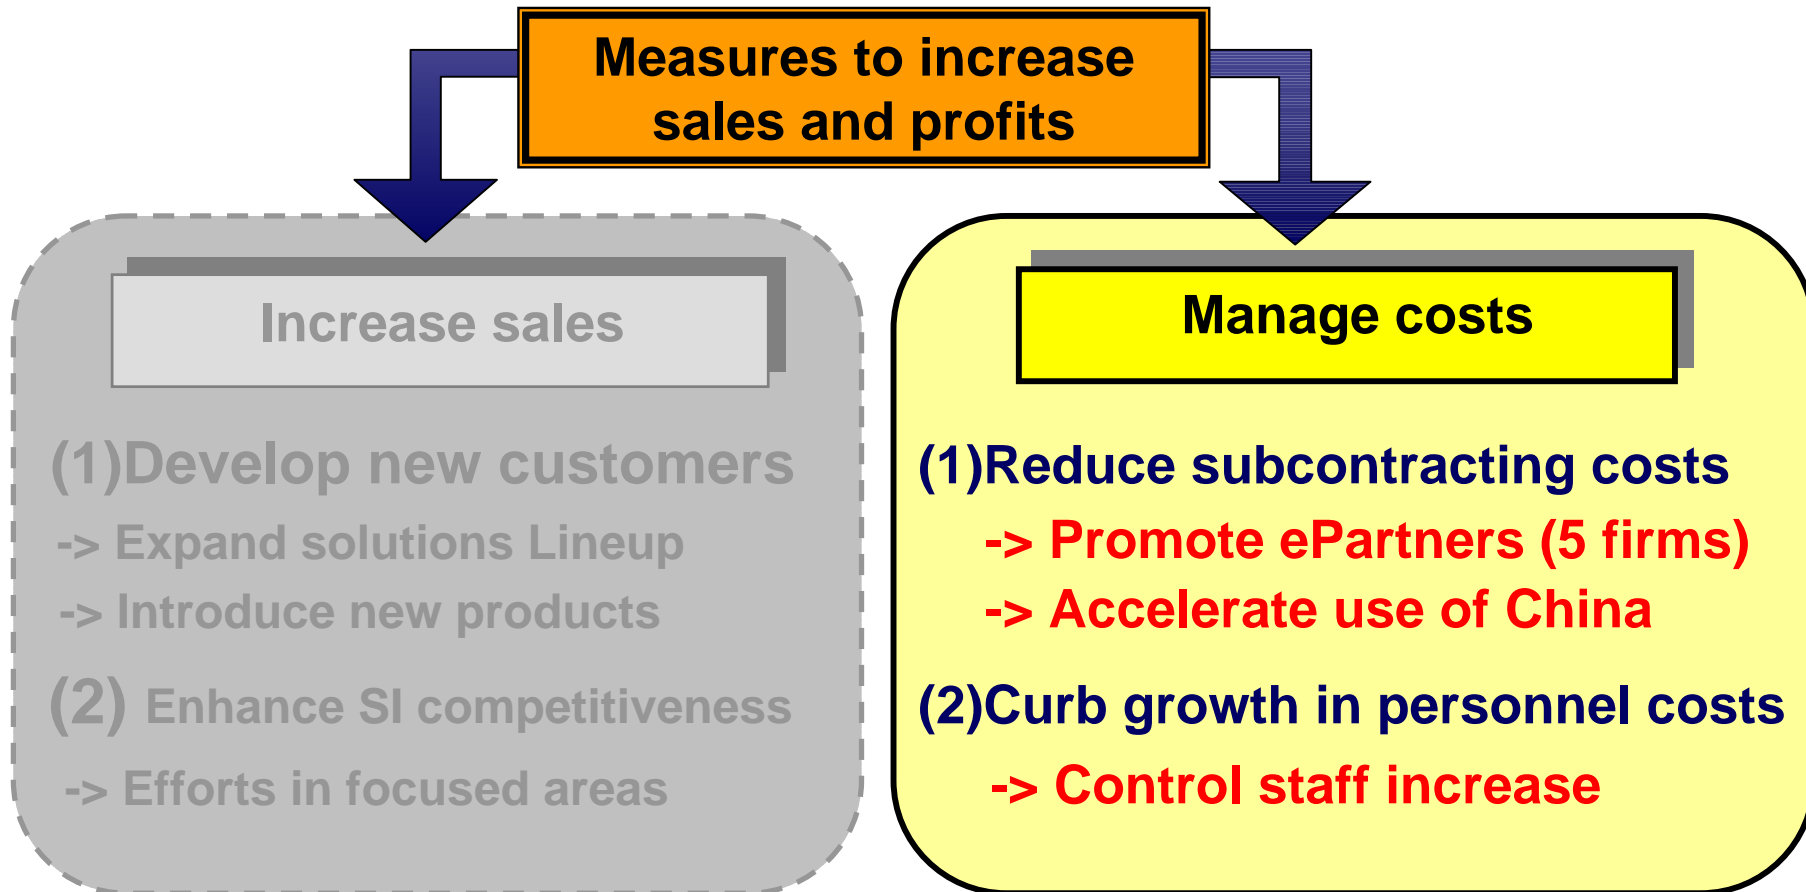 Measures to increase
sales and profits
Increase sales
(1)Develop new customers
-> Expand solutions Lineup
-> Introduce new products
(2) Enhance SI competitiveness
-> Efforts in focused areas
Manage costs
(1)Reduce subcontracting costs
-> Promote ePartners (5 firms)
-> Accelerate use of China
(2)Curb growth in personnel costs
-> Control staff increase